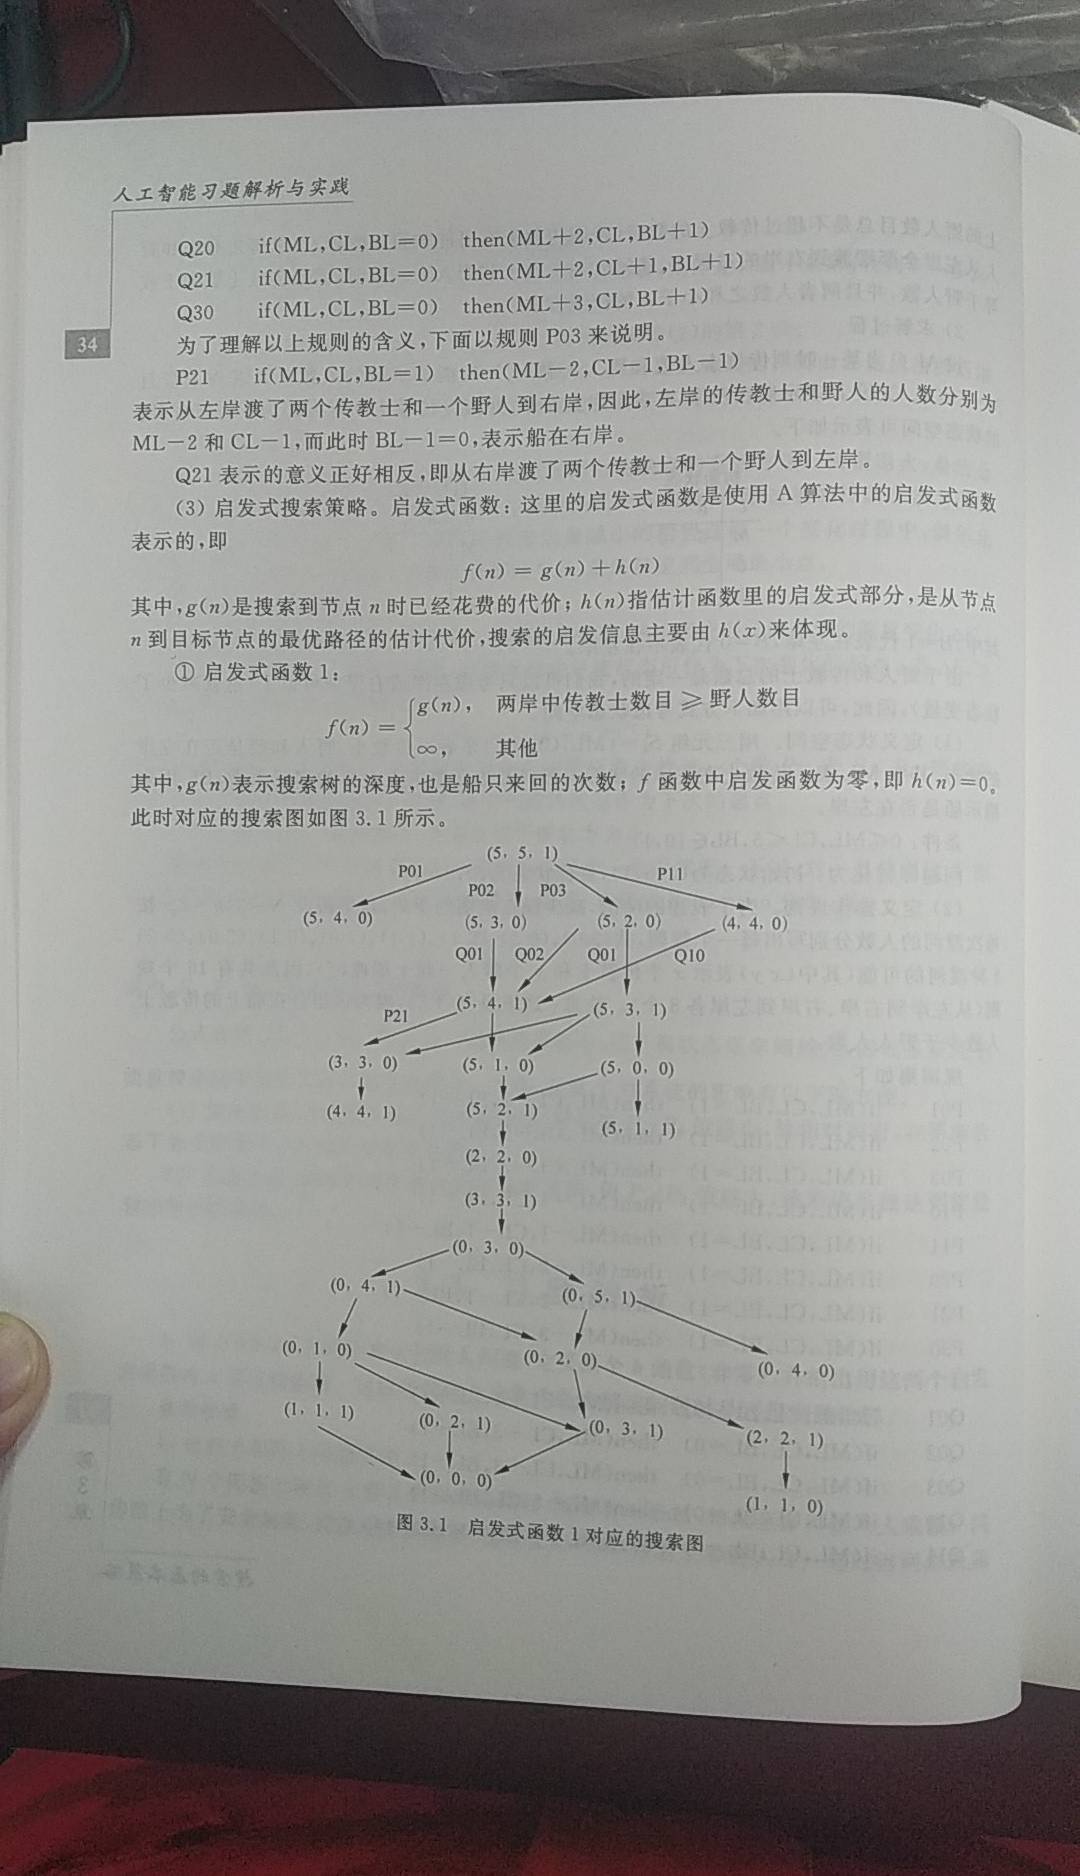 人工智能习题解析与实践
34
Q20 if(ML,CL,BL=0) then(ML+2,CL,BL+1)
Q21 if(ML,CL,BL=0) then(ML+2,CL+1,BL+1)
Q30 if(ML,CL,BL=0) then(ML+3,CL,BL+1)
为了理解以上规则的含义,下面以规则 P03 来说明。
P21 if(ML,CL,BL=1) then(ML-2,CL-1,BL-1)
表示从左岸渡了两个传教士和一个野人到右岸,因此,左岸的传教士和野人的人数分别为
ML-2 和 CL-1,而此时 BL-1=0,表示船在右岸。
Q21 表示的意义正好相反,即从右岸渡了两个传教士和一个野人到左岸。
(3) 启发式搜索策略。启发式函数:这里的启发式函数是使用 A 算法中的启发式函数
表示的,即
f(n) = g(n)+h(n)
其中,g(n)是搜索到节点 n 时已经花费的代价;h(n)指估计函数里的启发式部分,是从节点
n 到目标节点的最优路径的估计代价,搜索的启发信息主要由 h(x)来体现。
① 启发式函数 1:
f(n) = { g(n), 两岸中传教士数目 ≥ 野人数目
∞, 其他
其中,g(n)表示搜索树的深度,也是船只来回的次数;f 函数中启发函数为零,即 h(n)=0。
此时对应的搜索图如图 3.1 所示。
(5, 5, 1)
P01 P02 P03 P11
(5, 4, 0) (5, 3, 0) (5, 2, 0) (4, 4, 0)
Q01 Q02 Q01 Q10
(5, 4, 1) (5, 3, 1)
P21
(3, 3, 0) (5, 1, 0) (5, 0, 0)
(4, 4, 1) (5, 2, 1) (5, 1, 1)
(2, 2, 0)
(3, 3, 1)
(0, 3, 0)
(0, 4, 1) (0, 5, 1)
(0, 1, 0) (0, 2, 0) (0, 4, 0)
(1, 1, 1) (0, 2, 1) (0, 3, 1) (2, 2, 1)
(0, 0, 0) (1, 1, 0)
图 3.1 启发式函数 1 对应的搜索图